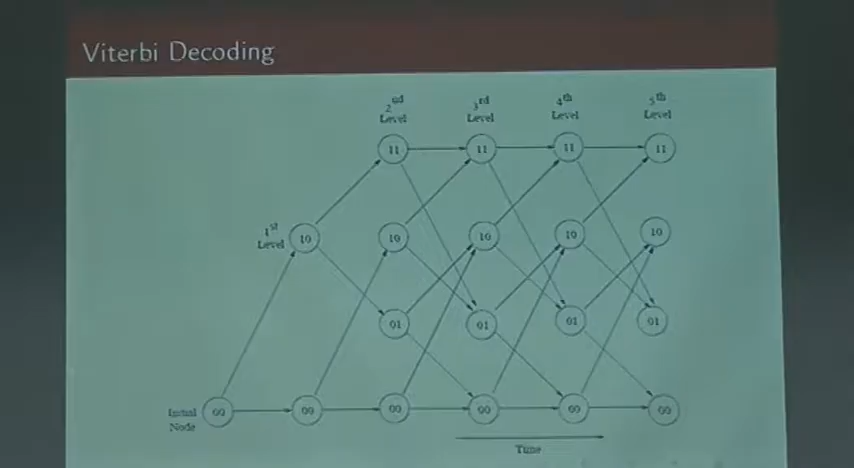 Viterbi Decoding
2nd Level
3rd Level
4th Level
5th Level
11 11 11 11
1st Level
10 10 10 10 10
01 01 01 01
Initial Node
00 00 00 00 00 00
Time